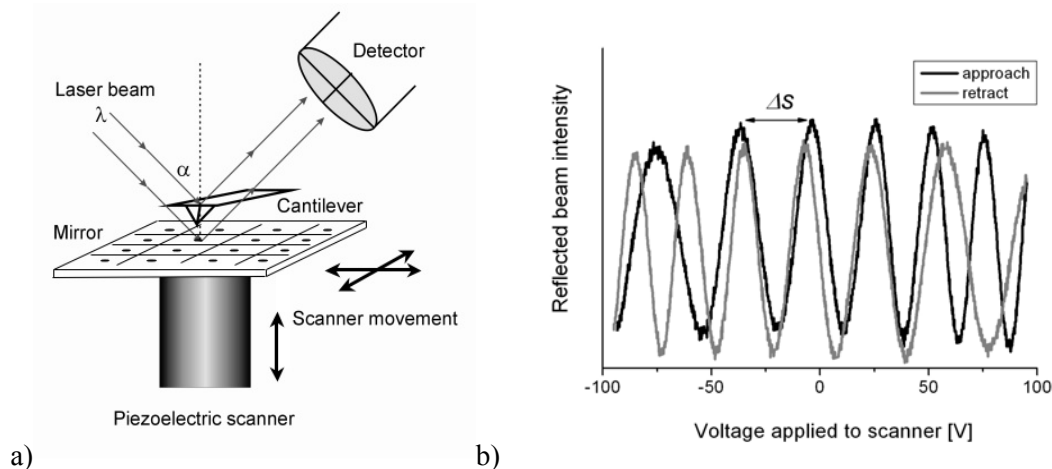 Detector
Laser beam
λ
α
Cantilever
Mirror
Scanner movement
Piezoelectric scanner
a)
Reflected beam intensity
ΔS
approach
retract
-100
-50
0
50
100
Voltage applied to scanner [V]
b)